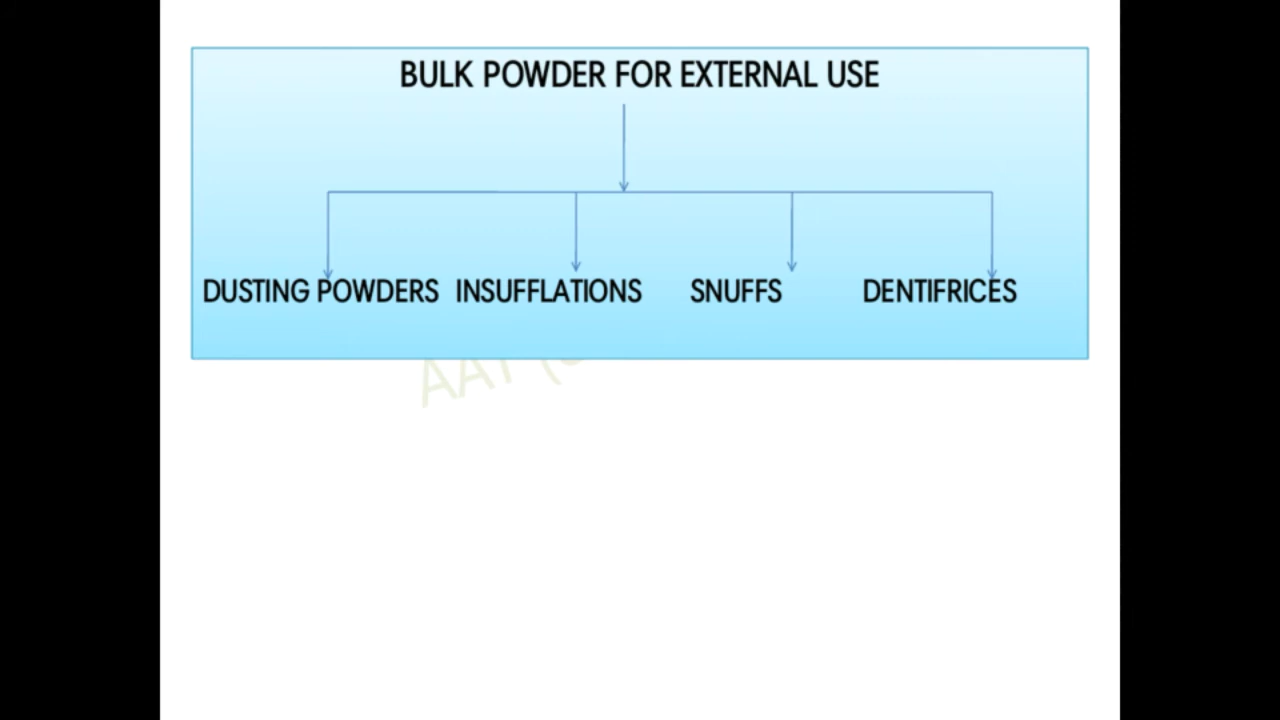 BULK POWDER FOR EXTERNAL USE
DUSTING POWDERS INSUFFLATIONS SNUFFS DENTIFRICES